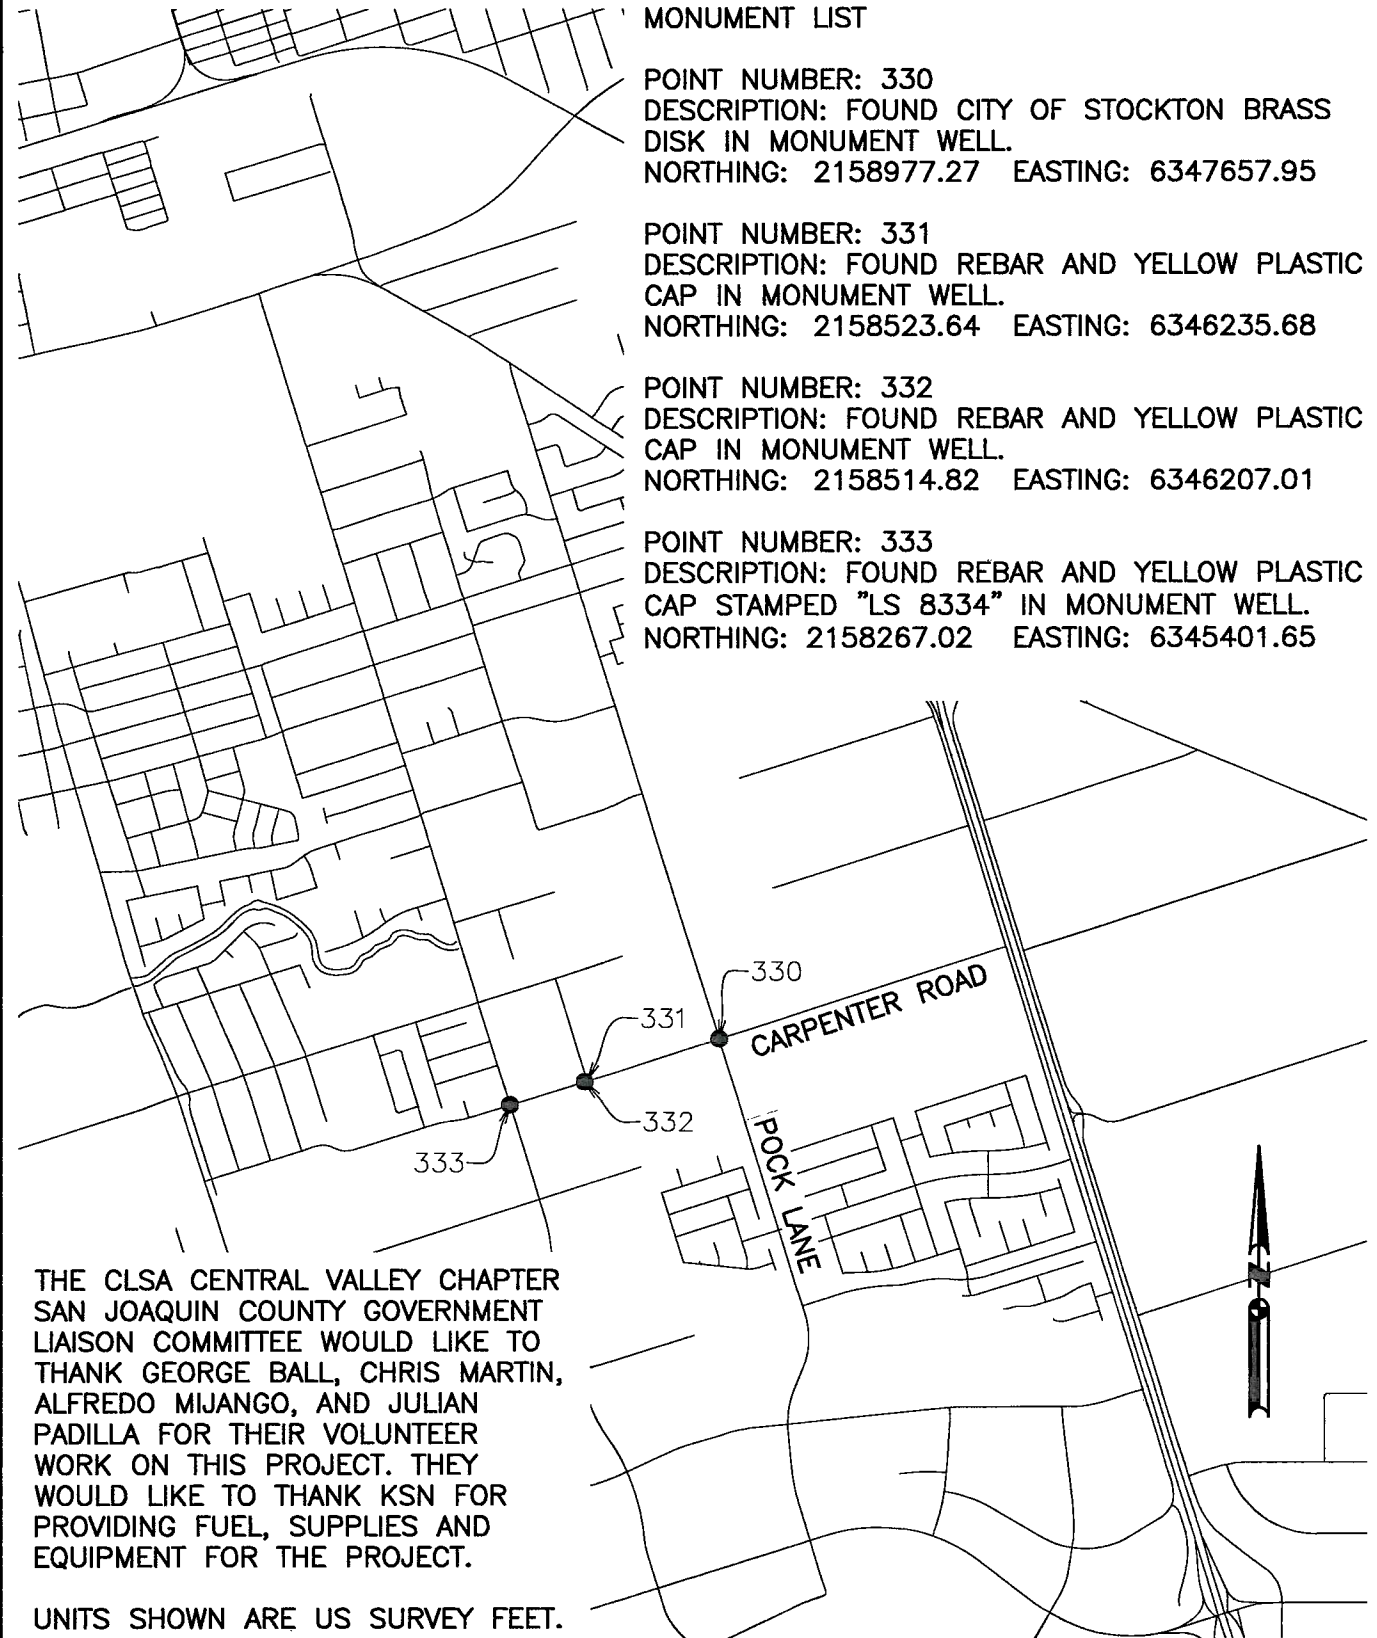 MONUMENT LIST
POINT NUMBER: 330
DESCRIPTION: FOUND CITY OF STOCKTON BRASS
DISK IN MONUMENT WELL.
NORTHING: 2158977.27 EASTING: 6347657.95
POINT NUMBER: 331
DESCRIPTION: FOUND REBAR AND YELLOW PLASTIC
CAP IN MONUMENT WELL.
NORTHING: 2158523.64 EASTING: 6346235.68
POINT NUMBER: 332
DESCRIPTION: FOUND REBAR AND YELLOW PLASTIC
CAP IN MONUMENT WELL.
NORTHING: 2158514.82 EASTING: 6346207.01
POINT NUMBER: 333
DESCRIPTION: FOUND REBAR AND YELLOW PLASTIC
CAP STAMPED "LS 8334" IN MONUMENT WELL.
NORTHING: 2158267.02 EASTING: 6345401.65
330
CARPENTER ROAD
331
332
333
POCK LANE
N
THE CLSA CENTRAL VALLEY CHAPTER
SAN JOAQUIN COUNTY GOVERNMENT
LIAISON COMMITTEE WOULD LIKE TO
THANK GEORGE BALL, CHRIS MARTIN,
ALFREDO MIJANGO, AND JULIAN
PADILLA FOR THEIR VOLUNTEER
WORK ON THIS PROJECT. THEY
WOULD LIKE TO THANK KSN FOR
PROVIDING FUEL, SUPPLIES AND
EQUIPMENT FOR THE PROJECT.
UNITS SHOWN ARE US SURVEY FEET.